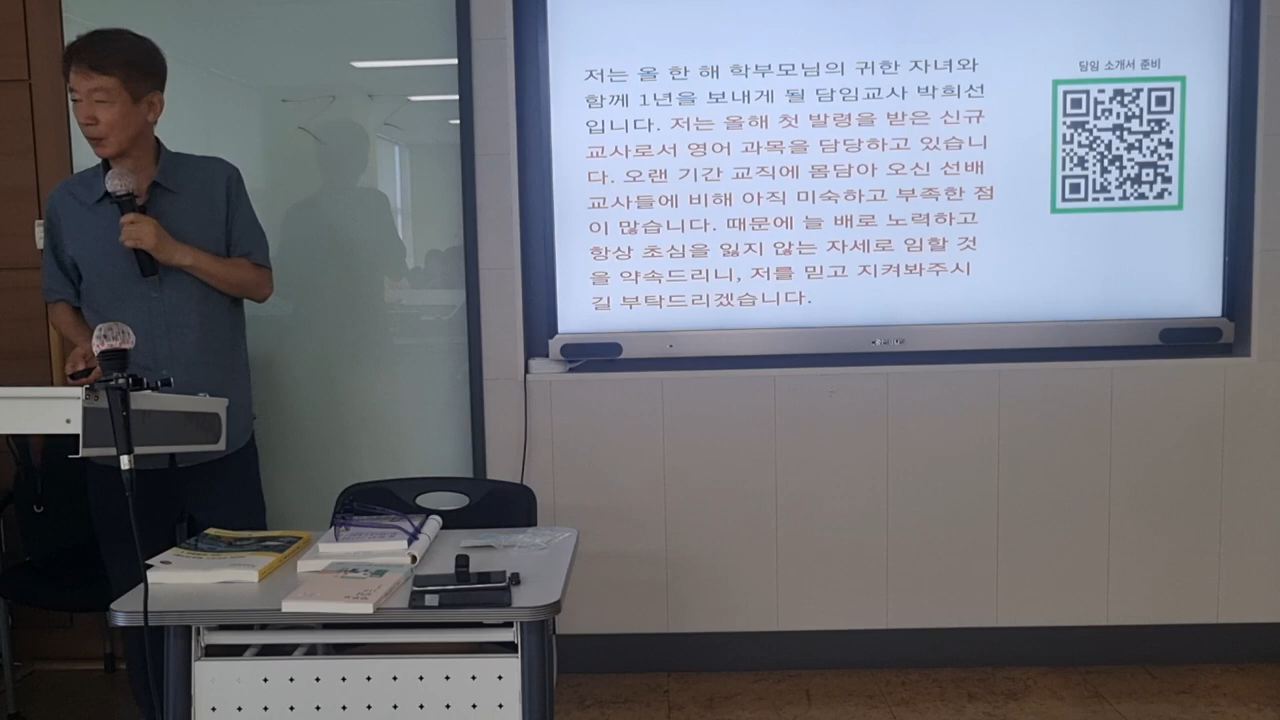 저는 올 한 해 학부모님의 귀한 자녀와
함께 1년을 보내게 될 담임교사 박희선
입니다. 저는 올해 첫 발령을 받은 신규
교사로서 영어 과목을 담당하고 있습니
다. 오랜 기간 교직에 몸담아 오신 선배
교사들에 비해 아직 미숙하고 부족한 점
이 많습니다. 때문에 늘 배로 노력하고
항상 초심을 잃지 않는 자세로 임할 것
을 약속드리니, 저를 믿고 지켜봐주시
길 부탁드리겠습니다.
담임 소개서 준비